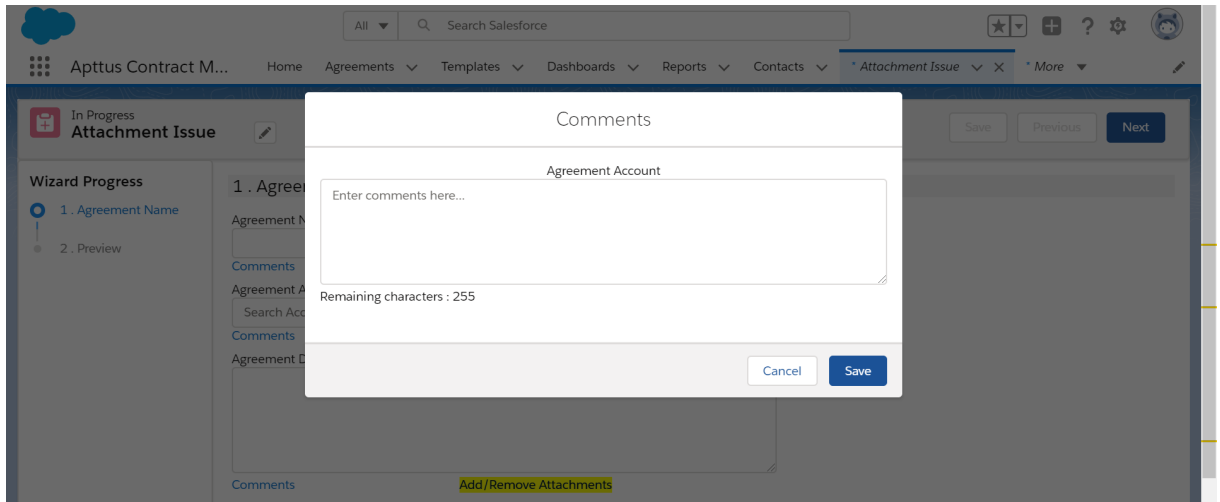 All
Search Salesforce
Apttus Contract M...
Home
Agreements
Templates
Dashboards
Reports
Contacts
* Attachment Issue
* More
In Progress
Attachment Issue
Save
Previous
Next
Comments
Agreement Account
Enter comments here...
Remaining characters : 255
Cancel
Save
Wizard Progress
1 . Agreement Name
2 . Preview
1 . Agree
Agreement N
Comments
Agreement A
Search Acc
Comments
Agreement D
Comments
Add/Remove Attachments